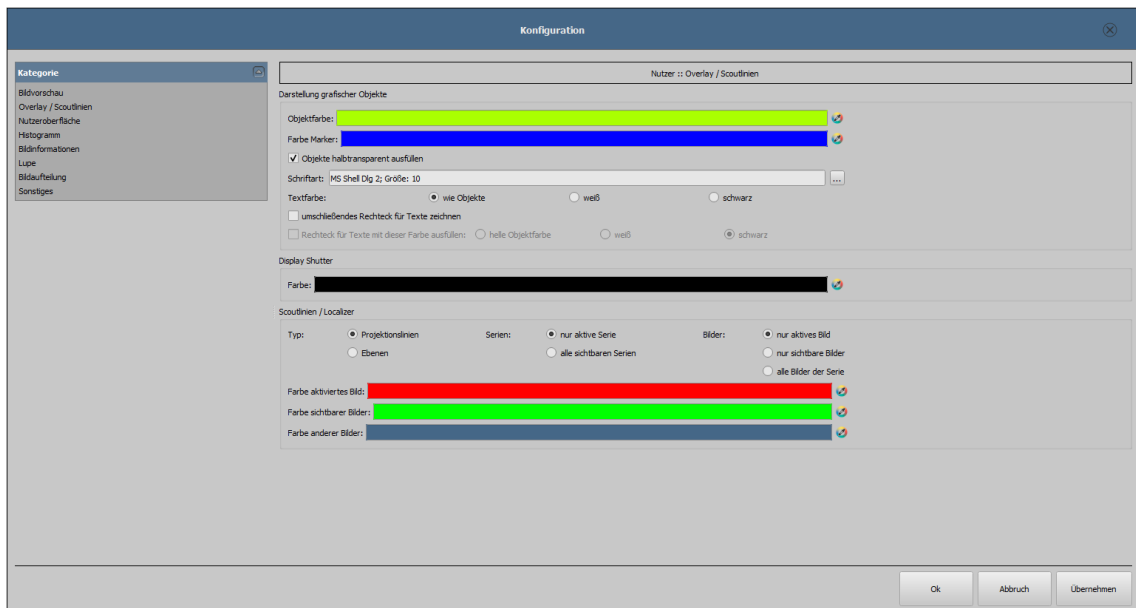 Konfiguration
Kategorie
Bildvorschau
Overlay / Scoutlinien
Nutzeroberfläche
Histogramm
Bildinformationen
Lupe
Bildaufteilung
Sonstiges
Nutzer :: Overlay / Scoutlinien
Darstellung grafischer Objekte
Objektfarbe:
Farbe Marker:
Objekte halbtransparent ausfüllen
Schriftart: MS Shell Dlg 2; Größe: 10 ...
Textfarbe: wie Objekte weiß schwarz
umschließendes Rechteck für Texte zeichnen
Rechteck für Texte mit dieser Farbe ausfüllen: helle Objektfarbe weiß schwarz
Display Shutter
Farbe:
Scoutlinien / Localizer
Typ: Projektionslinien Serien: nur aktive Serie Bilder: nur aktives Bild
Ebenen alle sichtbaren Serien nur sichtbare Bilder
alle Bilder der Serie
Farbe aktiviertes Bild:
Farbe sichtbarer Bilder:
Farbe anderer Bilder:
Ok Abbruch Übernehmen